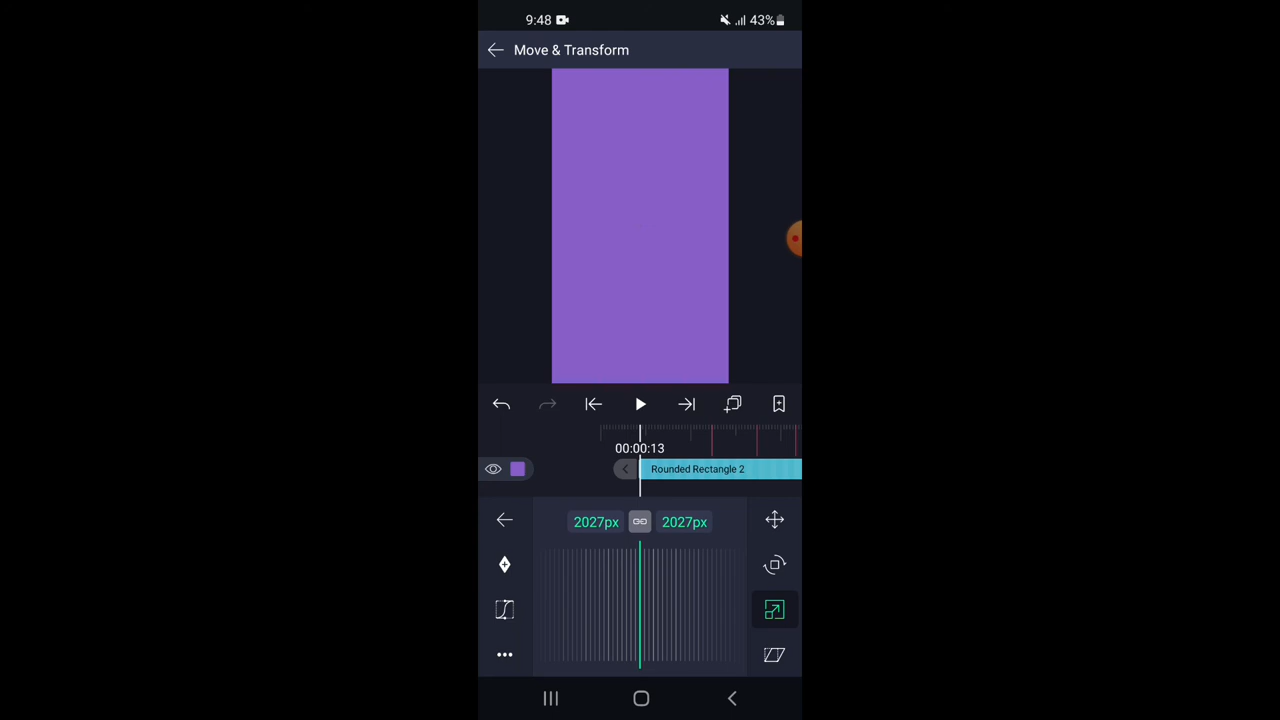 9:48 43%
Move & Transform
00:00:13
Rounded Rectangle 2
2027px 2027px